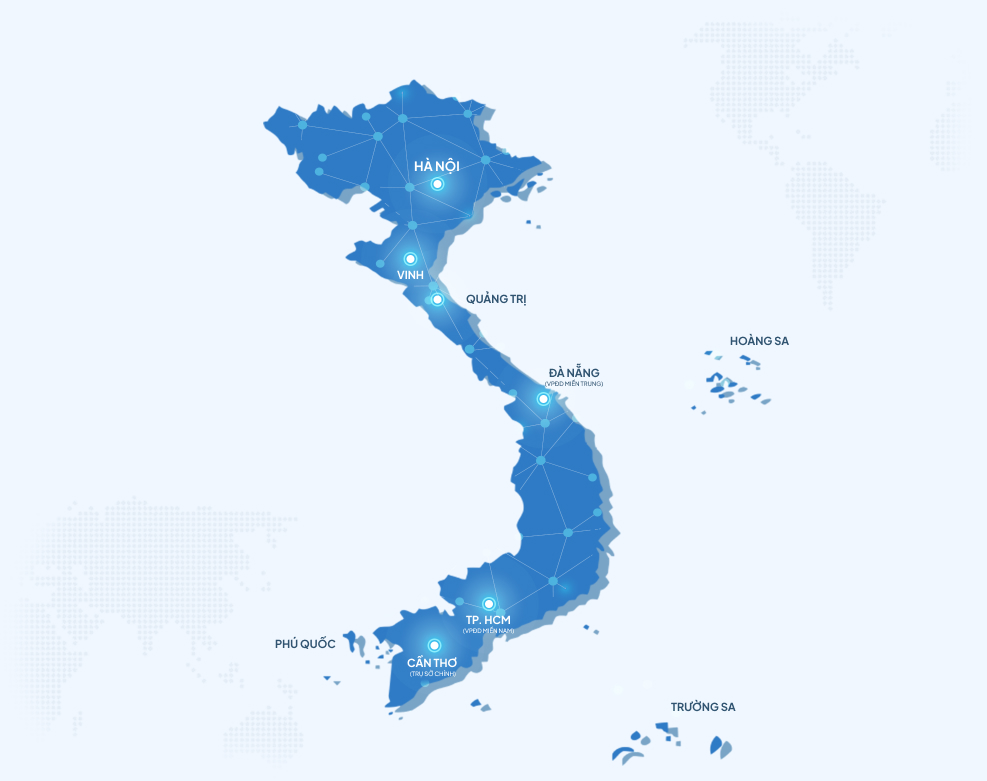 HÀ NỘI
VINH
QUẢNG TRỊ
HOÀNG SA
ĐÀ NẴNG
(VPĐD MIỀN TRUNG)
TP. HCM
(VPĐD MIỀN NAM)
PHÚ QUỐC
CẦN THƠ
(TRỤ SỞ CHÍNH)
TRƯỜNG SA